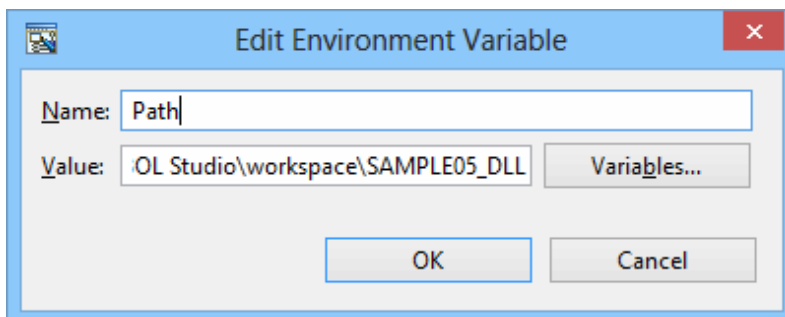 Edit Environment Variable
Name: Path
Value: OL Studio\workspace\SAMPLE05_DLL Variables...
OK Cancel